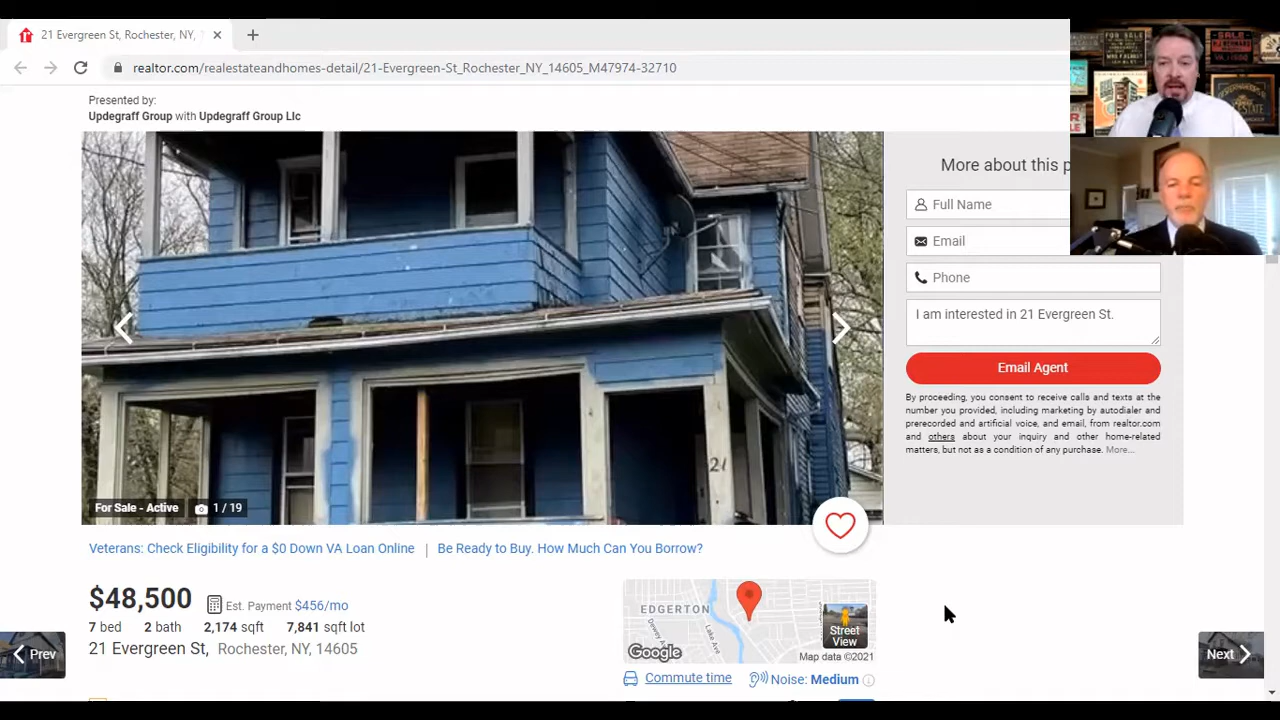 21 Evergreen St, Rochester, NY,
realtor.com/realestateandhomes-detail/21-Evergreen-St_Rochester_NY_14605_M47974-33710
Presented by:
Updegraff Group with Updegraff Group Llc
More about this p
Full Name
Email
Phone
I am interested in 21 Evergreen St.
Email Agent
By proceeding, you consent to receive calls and texts at the
number you provided, including marketing by autodialer and
prerecorded and artificial voice, and email, from realtor.com
and others about your inquiry and other home-related
matters, but not as a condition of any purchase. More...
21
For Sale - Active
1 / 19
Veterans: Check Eligibility for a $0 Down VA Loan Online | Be Ready to Buy. How Much Can You Borrow?
$48,500
Est. Payment $456/mo
7 bed 2 bath 2,174 sqft 7,841 sqft lot
21 Evergreen St, Rochester, NY, 14605
EDGERTON
Lake Ave
Street
View
Google
Map data ©2021
Commute time
Noise: Medium
Prev
Next
FOR SALE
SALE